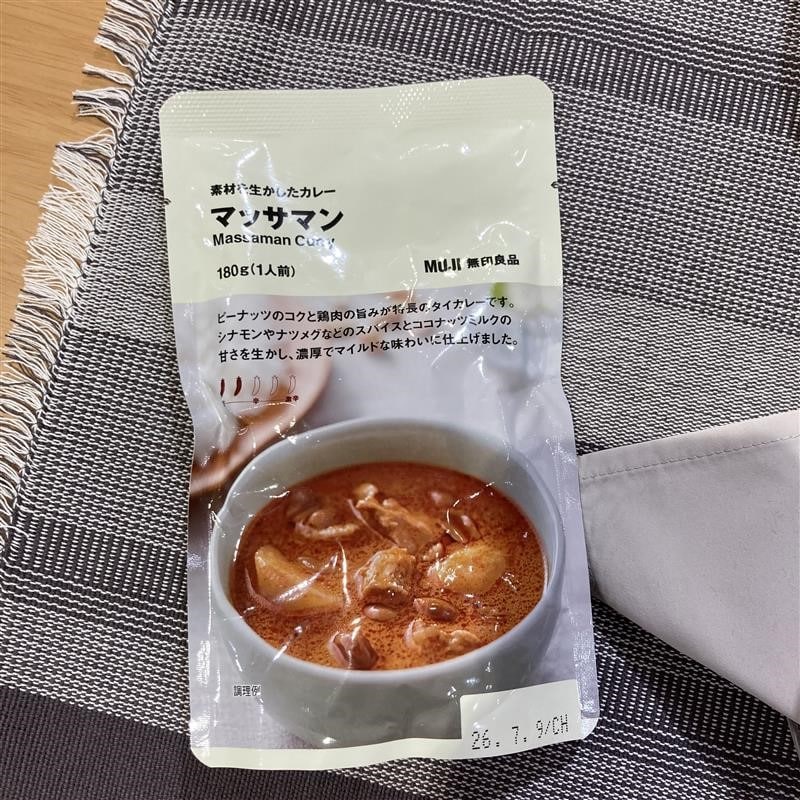 素材を生かしたカレー
マッサマン
Massaman Curry
180g(1人前)
MUJI 無印良品
ピーナッツのコクと鶏肉の旨みが特長のタイカレーです。
シナモンやナツメグなどのスパイスとココナッツミルクの
甘さを生かし、濃厚でマイルドな味わいに仕上げました。
辛 激辛
調理例
26. 7. 9/CH